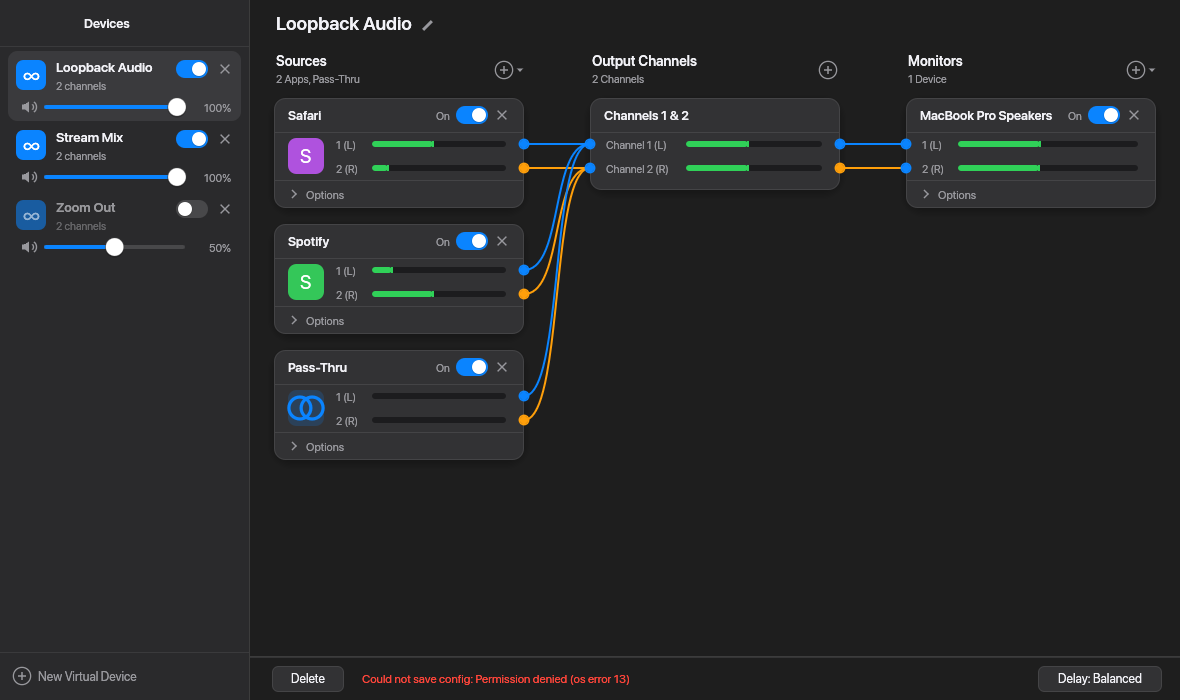 Devices
Loopback Audio
2 channels
100%
Stream Mix
2 channels
100%
Zoom Out
2 channels
50%
New Virtual Device
Loopback Audio
Sources
2 Apps, Pass-Thru
Output Channels
2 Channels
Monitors
1 Device
Safari
On
S
1 (L)
2 (R)
Options
Spotify
On
S
1 (L)
2 (R)
Options
Pass-Thru
On
1 (L)
2 (R)
Options
Channels 1 & 2
Channel 1 (L)
Channel 2 (R)
MacBook Pro Speakers
On
1 (L)
2 (R)
Options
Delete
Could not save config: Permission denied (os error 13)
Delay: Balanced